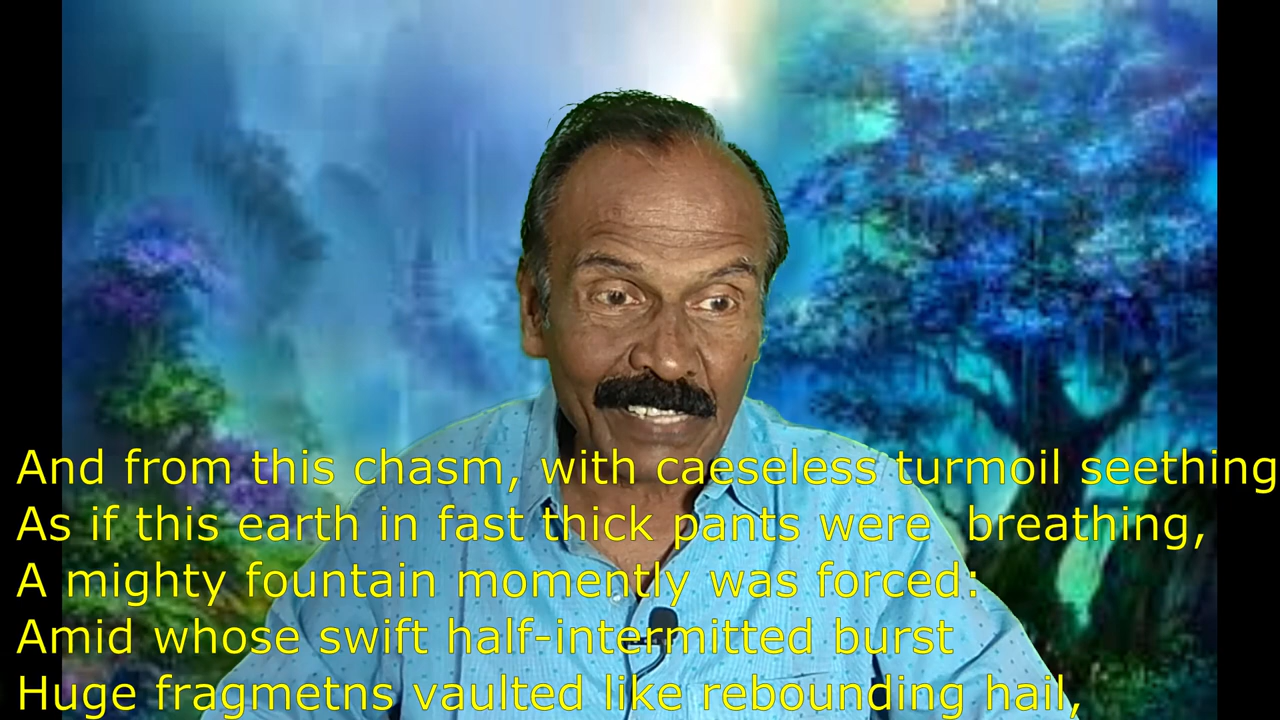 And from this chasm, with caeseless turmoil seething
As if this earth in fast thick pants were breathing,
A mighty fountain momently was forced:
Amid whose swift half-intermitted burst
Huge fragmetns vaulted like rebounding hail,